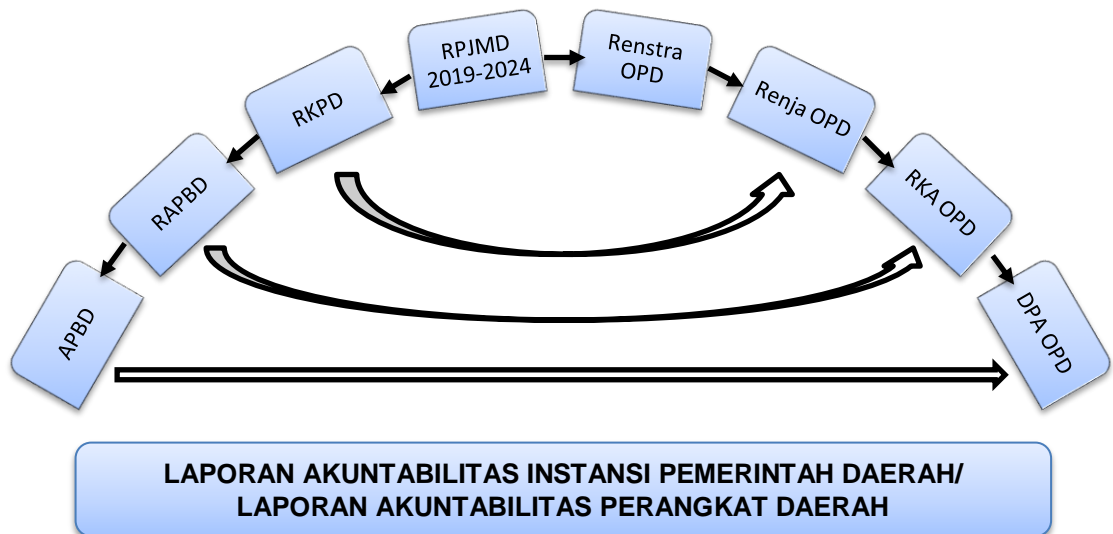 RPJMD
2019-2024
Renstra
OPD
RKPD
Renja OPD
RAPBD
RKA OPD
APBD
DPA OPD
LAPORAN AKUNTABILITAS INSTANSI PEMERINTAH DAERAH/
LAPORAN AKUNTABILITAS PERANGKAT DAERAH